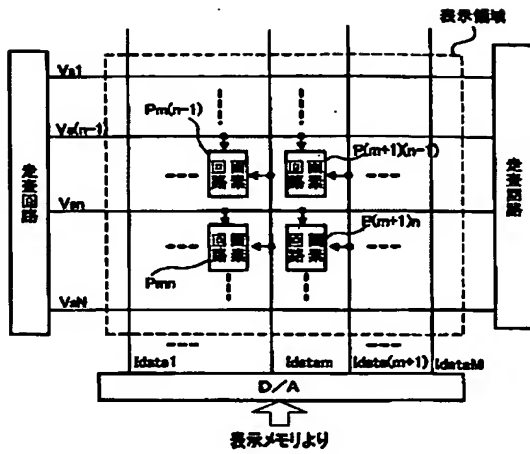 表示領域
Vs1
Pm(n-1)
Vs(n-1)
P(m+1)(n-1)
画素回路
画素回路
走査回路
走査回路
Vsn
P(m+1)n
画素回路
画素回路
Pmn
VsN
Idata1
Idatam
Idata(m+1)
IdataM
D/A
表示メモリより